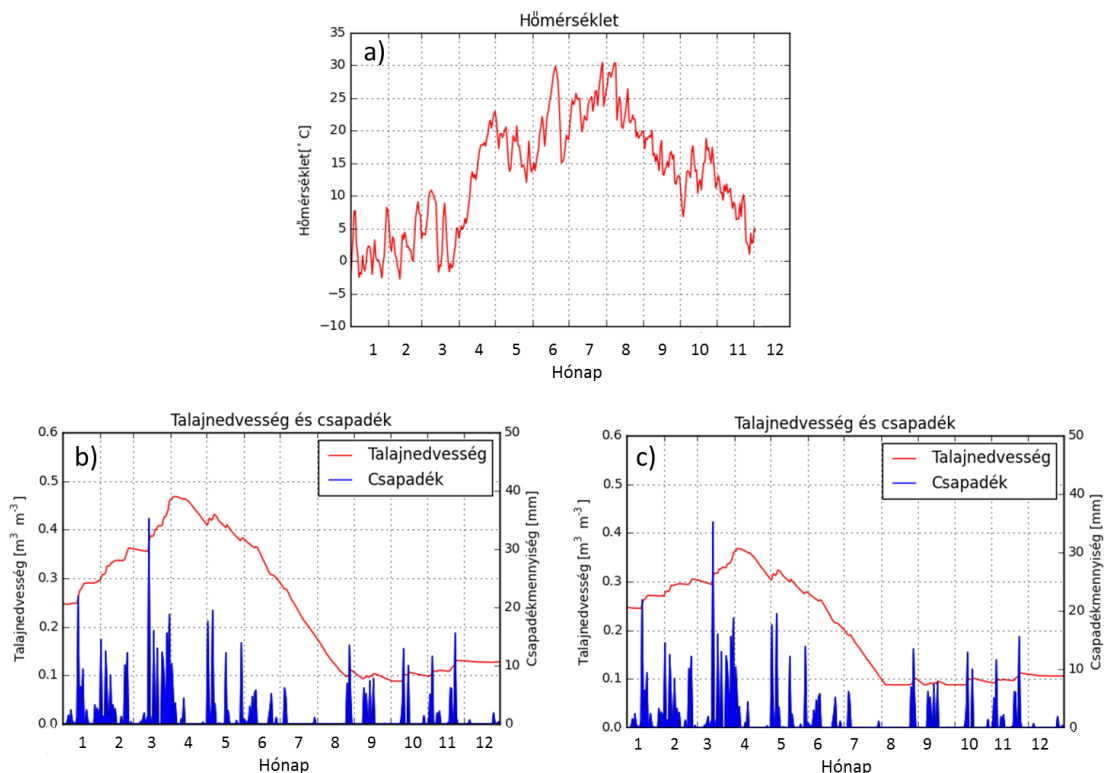 Hőmérséklet
a)
35
30
25
20
15
10
5
0
−5
−10
Hőmérséklet[°C]
1 2 3 4 5 6 7 8 9 10 11 12
Hónap
Talajnedvesség és csapadék
b)
Talajnedvesség
Csapadék
0.6
0.5
0.4
0.3
0.2
0.1
0.0
Talajnedvesség [m³ m⁻³]
50
40
30
20
10
0
Csapadékmennyiség [mm]
1 2 3 4 5 6 7 8 9 10 11 12
Hónap
Talajnedvesség és csapadék
c)
Talajnedvesség
Csapadék
0.6
0.5
0.4
0.3
0.2
0.1
0.0
Talajnedvesség [m³ m⁻³]
50
40
30
20
10
0
Csapadékmennyiség [mm]
1 2 3 4 5 6 7 8 9 10 11 12
Hónap